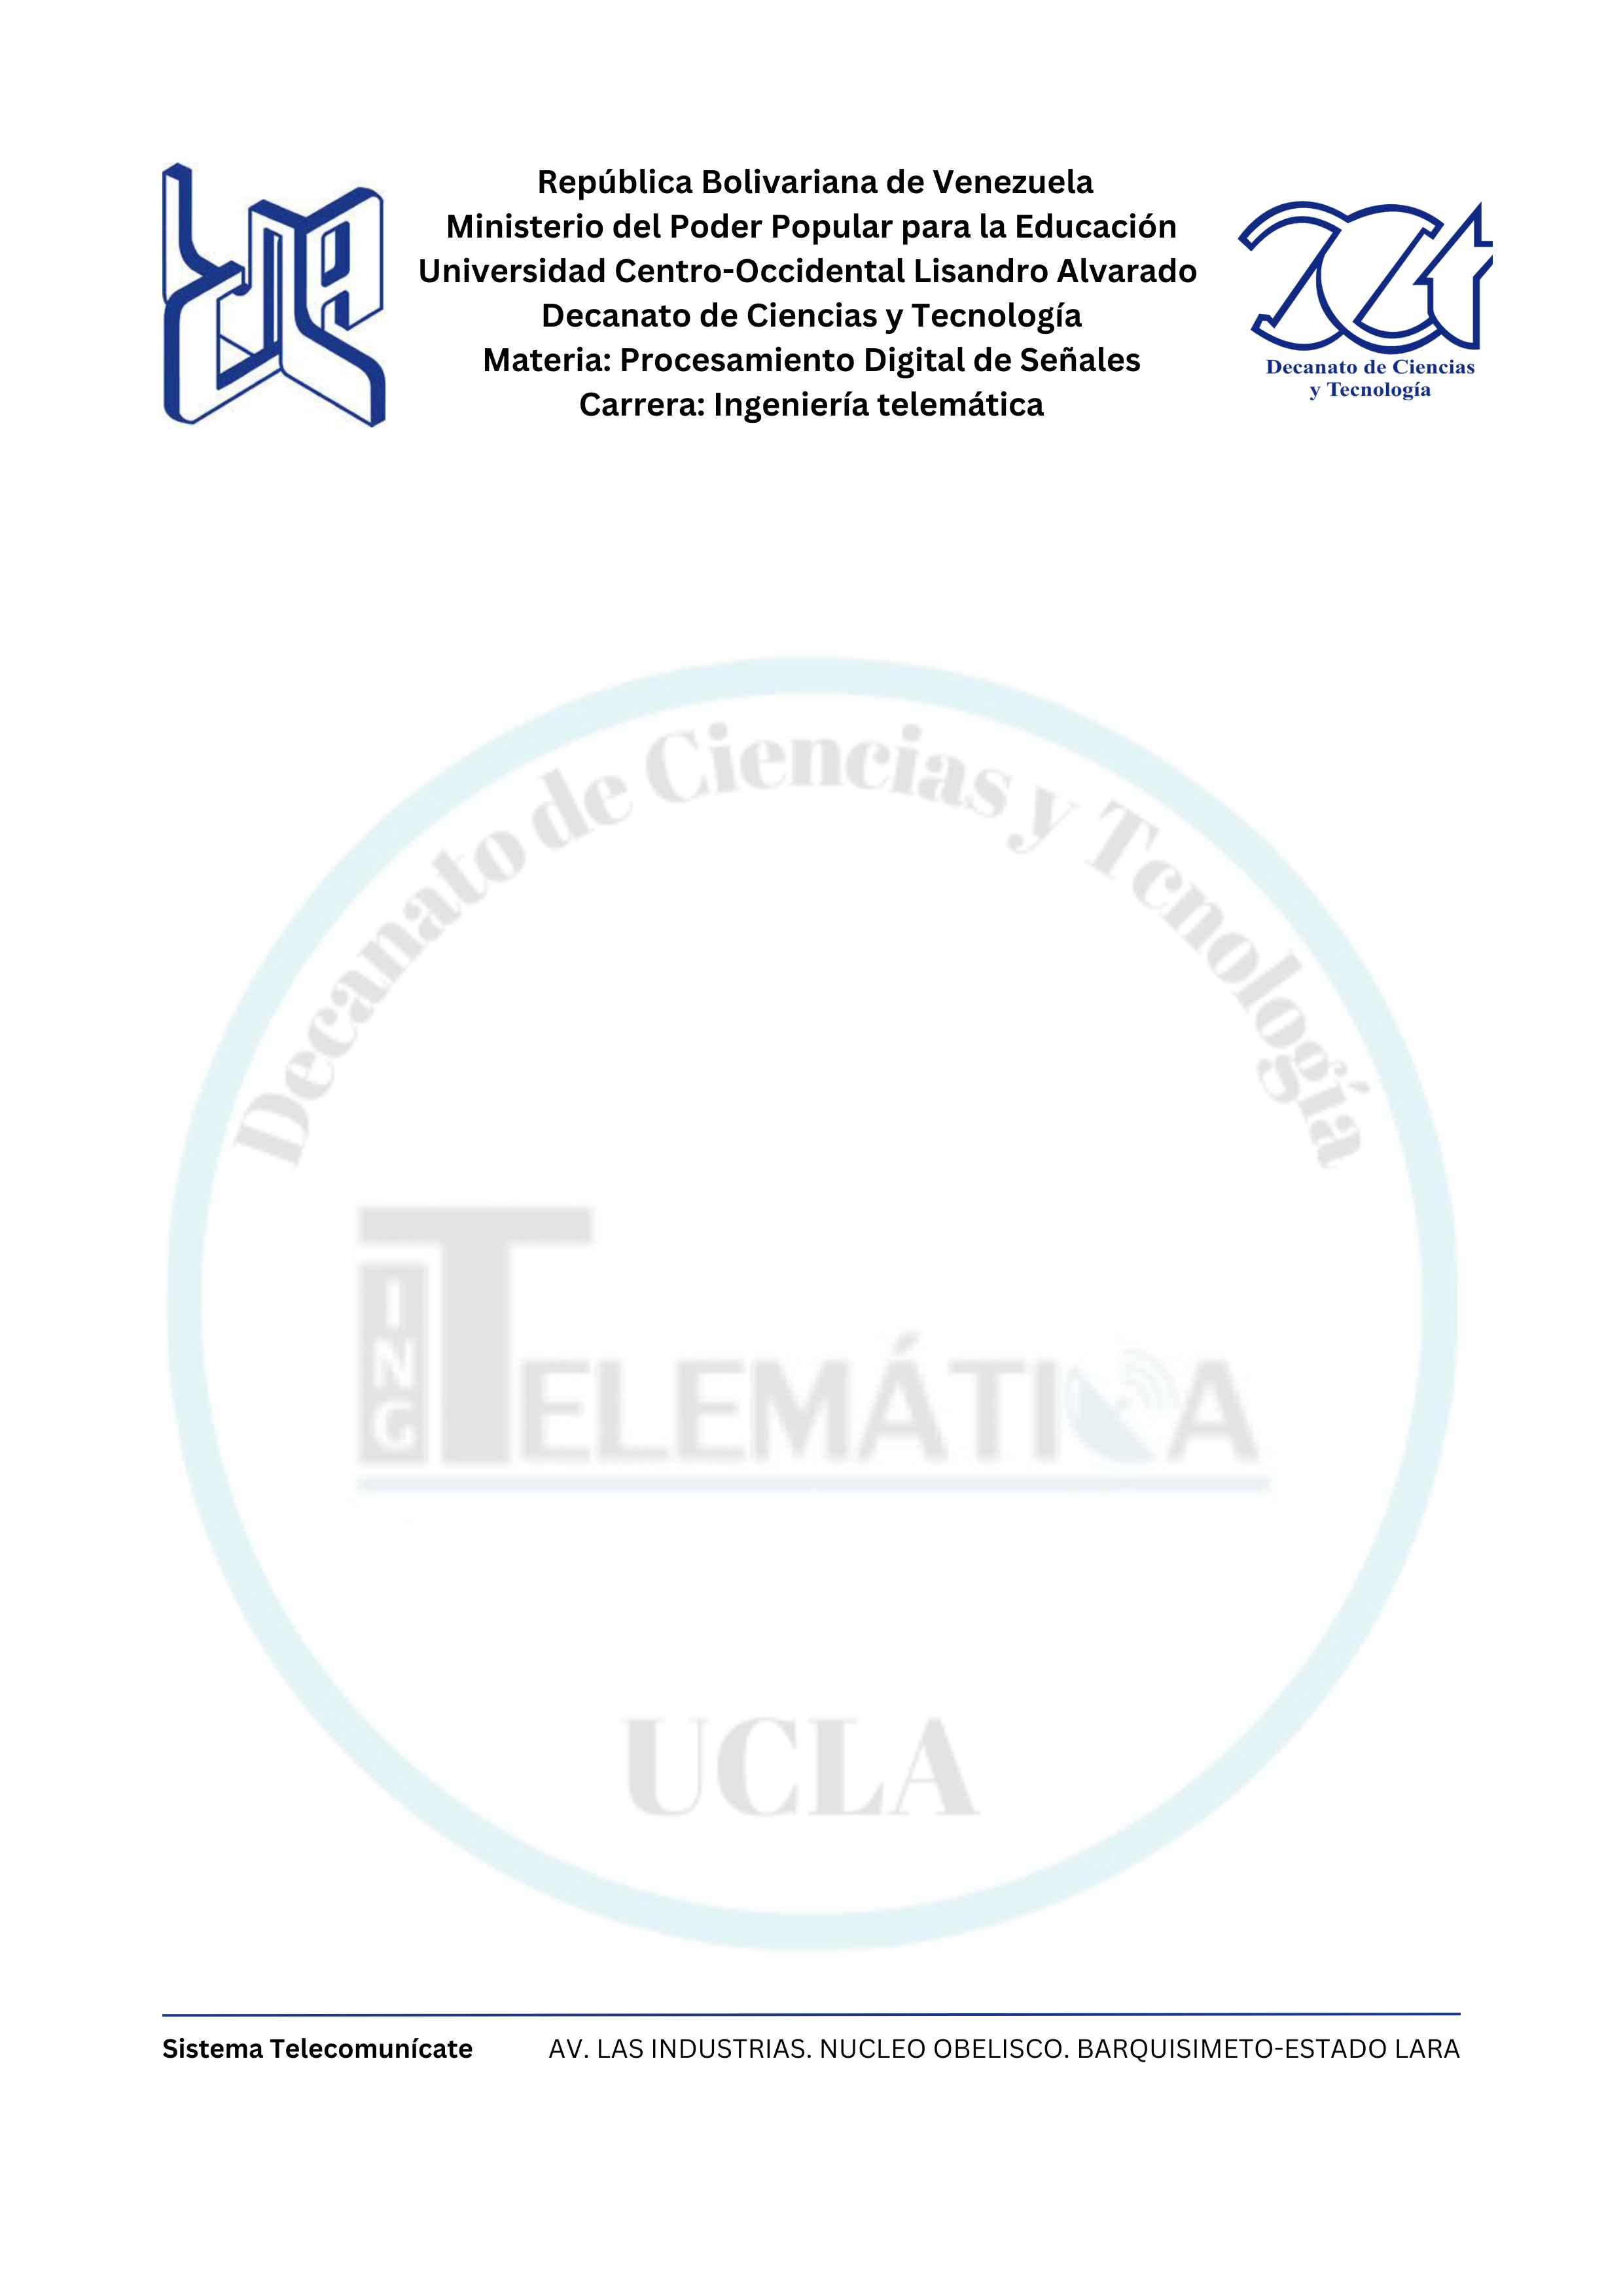 República Bolivariana de Venezuela
Ministerio del Poder Popular para la Educación
Universidad Centro-Occidental Lisandro Alvarado
Decanato de Ciencias y Tecnología
Materia: Procesamiento Digital de Señales
Carrera: Ingeniería telemática
Decanato de Ciencias
y Tecnología
Decanato de Ciencias y Tcnología
ING TELEMÁTICA
UCLA
Sistema Telecomunícate AV. LAS INDUSTRIAS. NUCLEO OBELISCO. BARQUISIMETO-ESTADO LARA